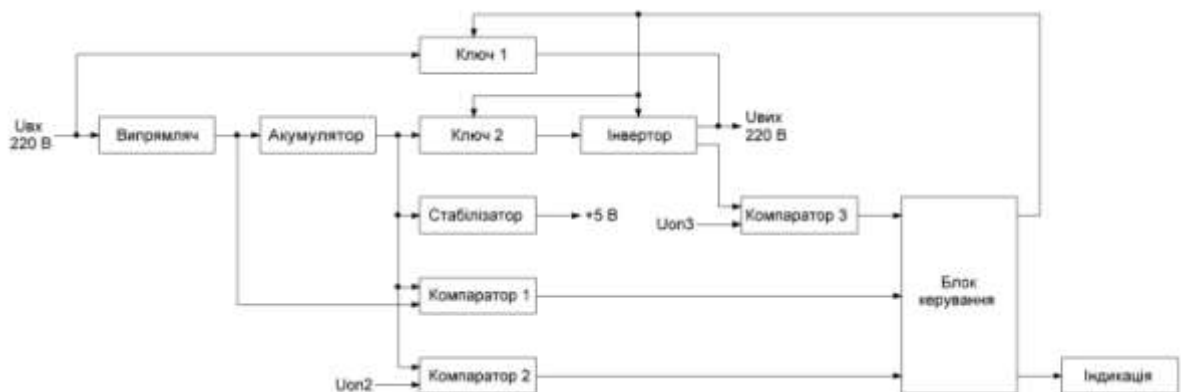 Ключ 1
Uвх
220 В
Випрямляч
Акумулятор
Ключ 2
Інвертор
Uвих
220 В
Стабілізатор
+5 В
Uоп3
Компаратор 3
Компаратор 1
Блок
керування
Uоп2
Компаратор 2
Індикація